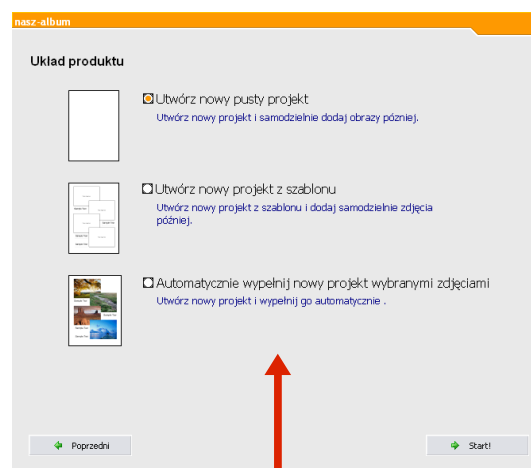 nasz-album
Układ produktu
Utwórz nowy pusty projekt
Utwórz nowy projekt i samodzielnie dodaj obrazy pózniej.
Utwórz nowy projekt z szablonu
Utwórz nowy projekt z szablonu i dodaj samodzielnie zdjęcia
później.
Automatycznie wypełnij nowy projekt wybranymi zdjęciami
Utwórz nowy projekt i wypełnij go automatycznie .
Poprzedni
Start!